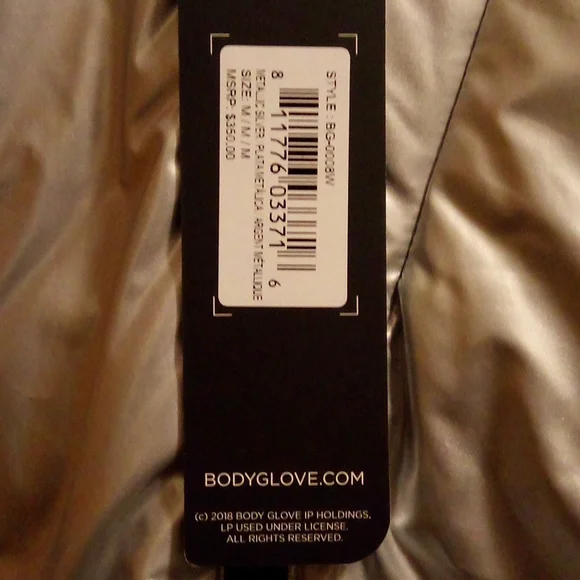 STYLE : BG-0008W
8 11776 03371 6
METALIC SILVER PLATA METALICA ARGENT METALLIQUE
SIZE: M / M / M
MSRP: $350.00
BODYGLOVE.COM
(c) 2018 BODY GLOVE IP HOLDINGS,
LP USED UNDER LICENSE.
ALL RIGHTS RESERVED.